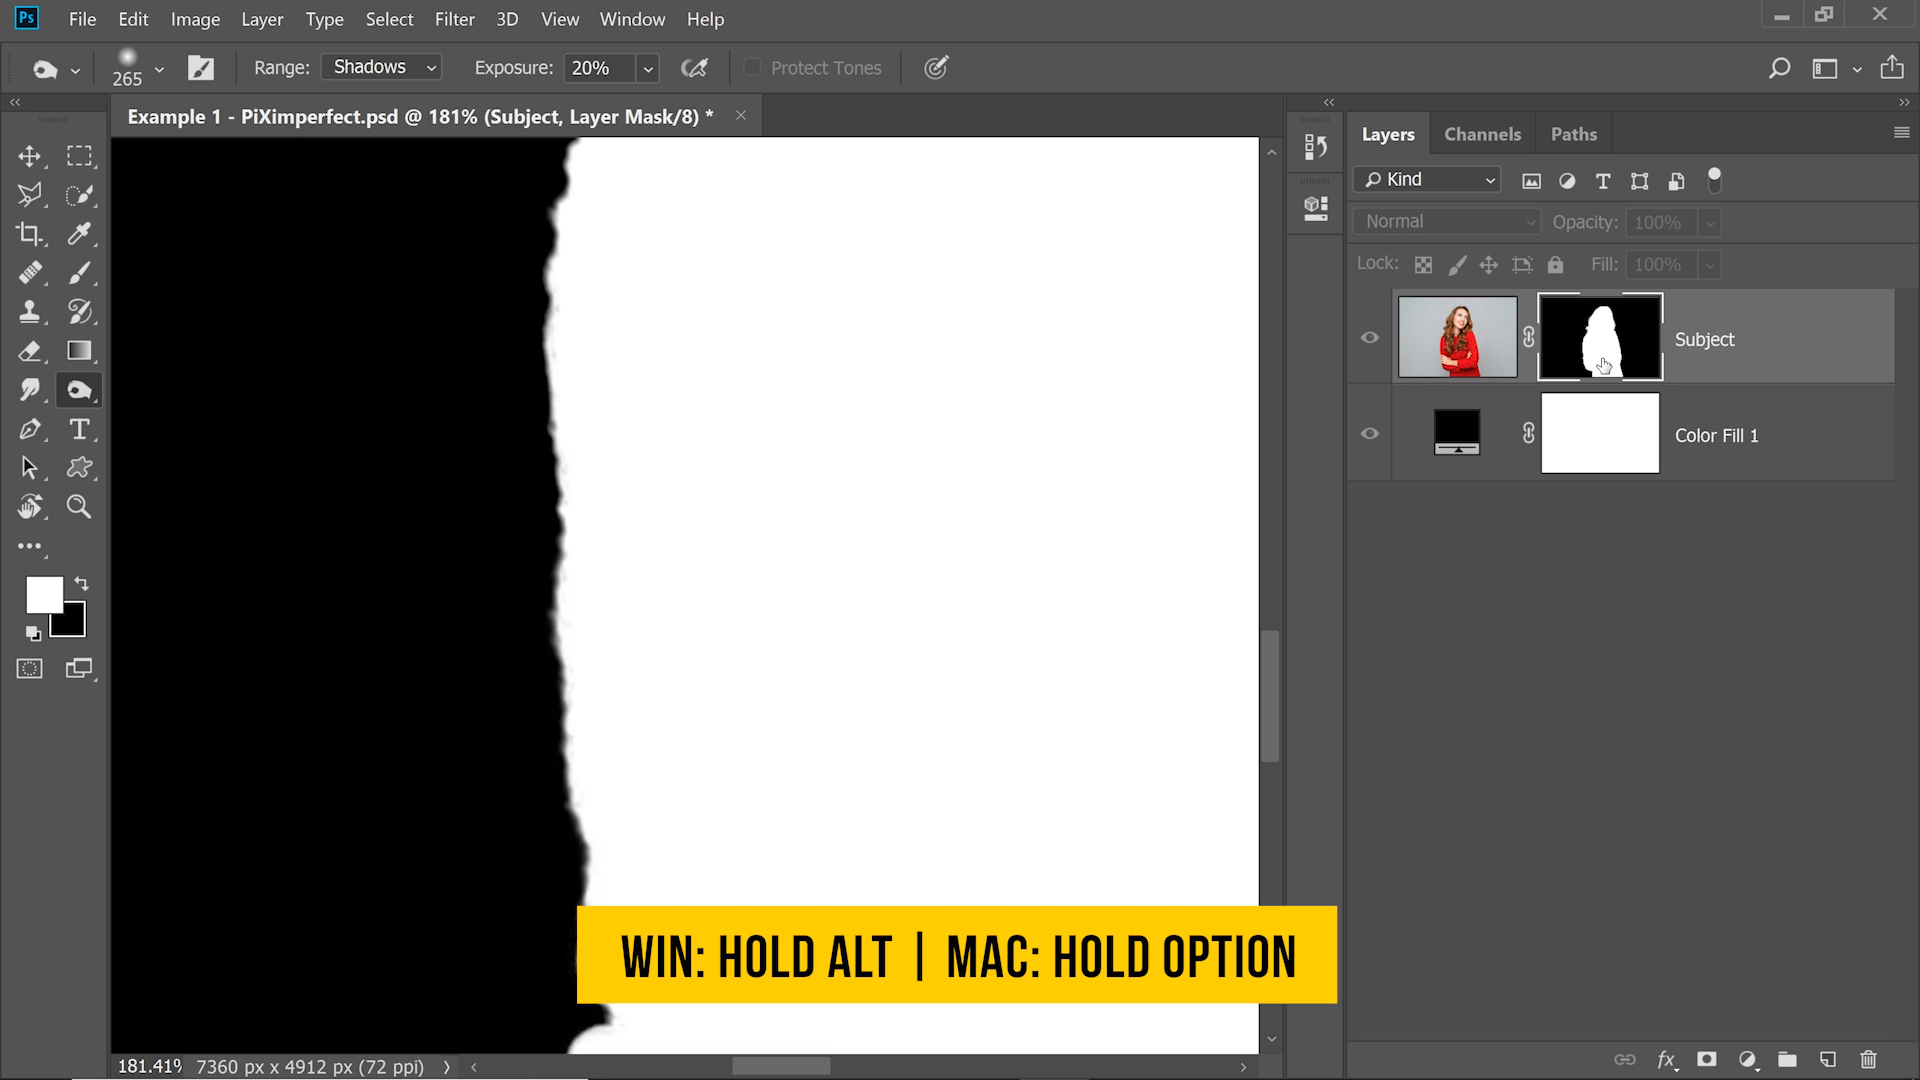 Ps File Edit Image Layer Type Select Filter 3D View Window Help
265 Range: Shadows Exposure: 20% Protect Tones
Example 1 - PiXimperfect.psd @ 181% (Subject, Layer Mask/8) *
Layers Channels Paths
Kind
Normal Opacity: 100%
Lock: Fill: 100%
Subject
Color Fill 1
WIN: HOLD ALT | MAC: HOLD OPTION
181.41% 7360 px x 4912 px (72 ppi)
fx